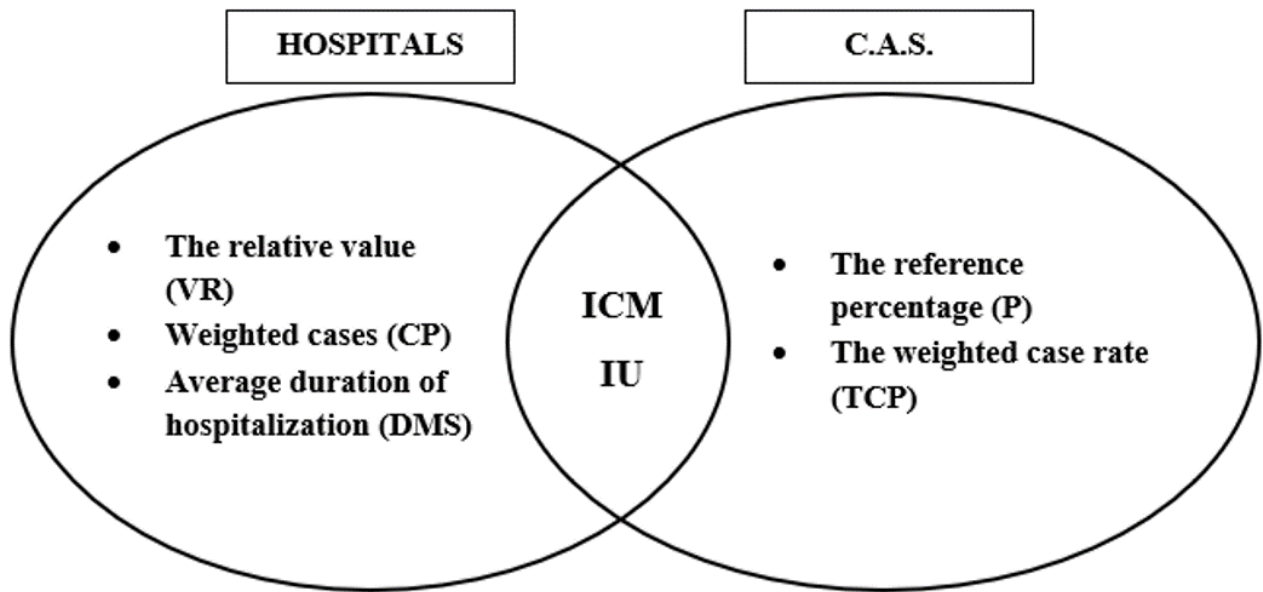 HOSPITALS
C.A.S.
• The relative value
(VR)
• Weighted cases (CP)
• Average duration of
hospitalization (DMS)
ICM
IU
• The reference
percentage (P)
• The weighted case rate
(TCP)